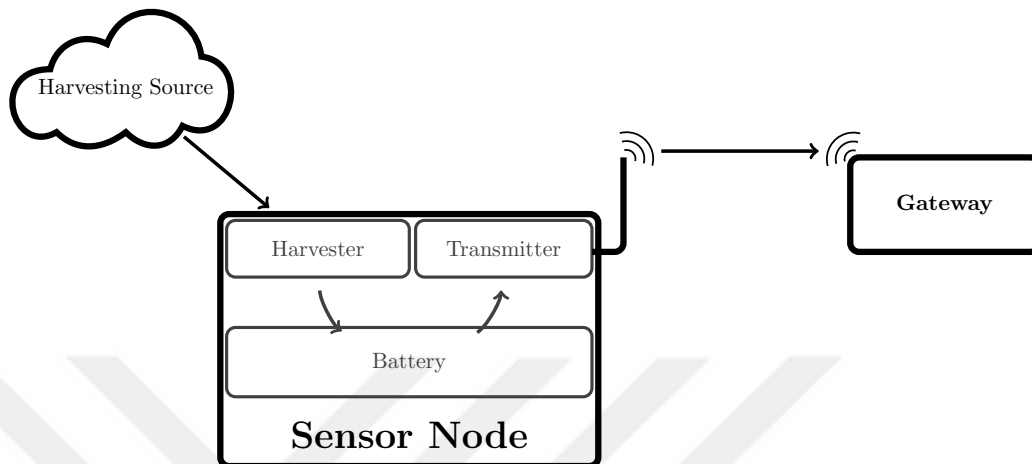 Harvesting Source
Gateway
Harvester
Transmitter
Battery
Sensor Node